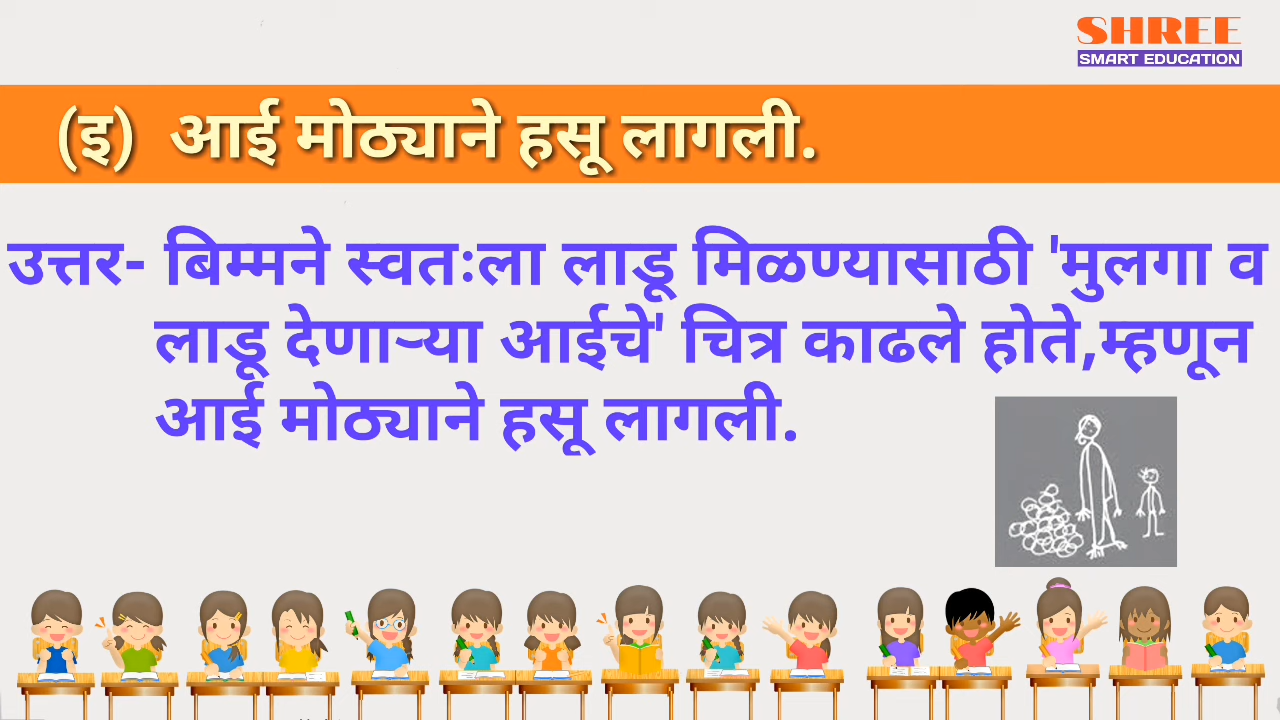 SHREE
SMART EDUCATION
(इ) आई मोठ्याने हसू लागली.
उत्तर- बिम्मने स्वतःला लाडू मिळण्यासाठी 'मुलगा व
लाडू देणाऱ्या आईचे' चित्र काढले होते,म्हणून
आई मोठ्याने हसू लागली.